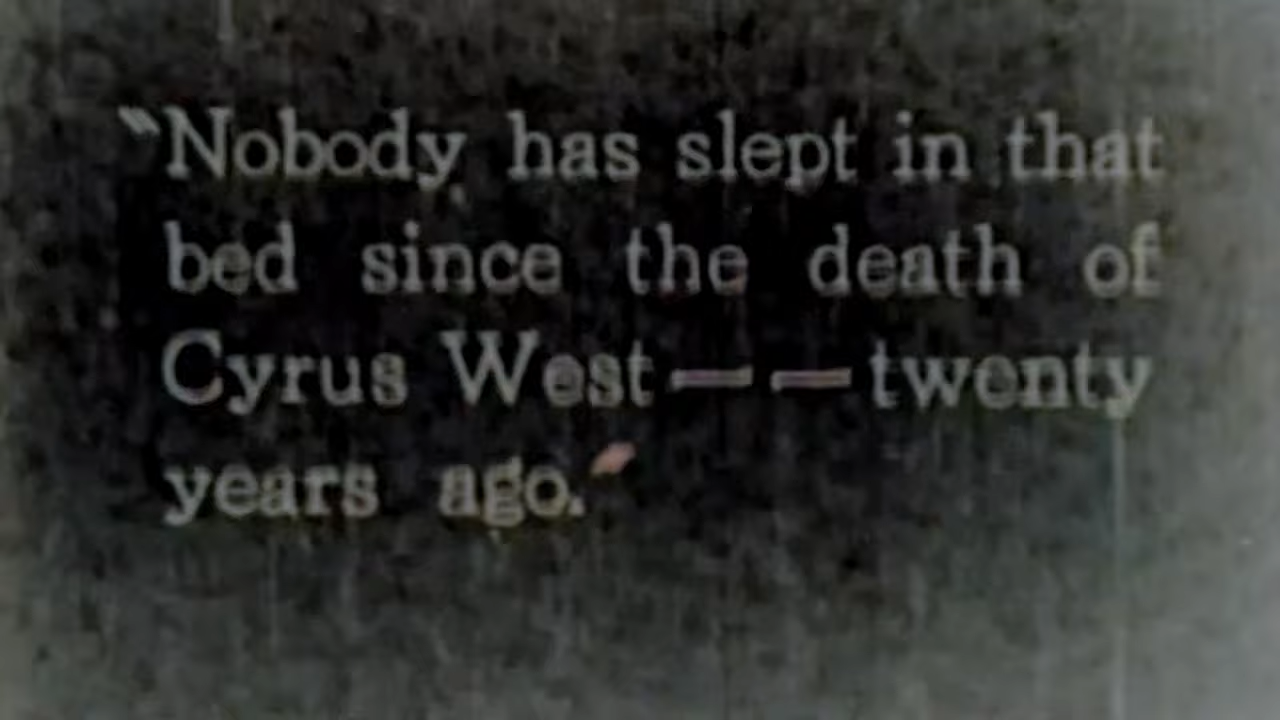 "Nobody has slept in that
bed since the death of
Cyrus West — — twenty
years ago."